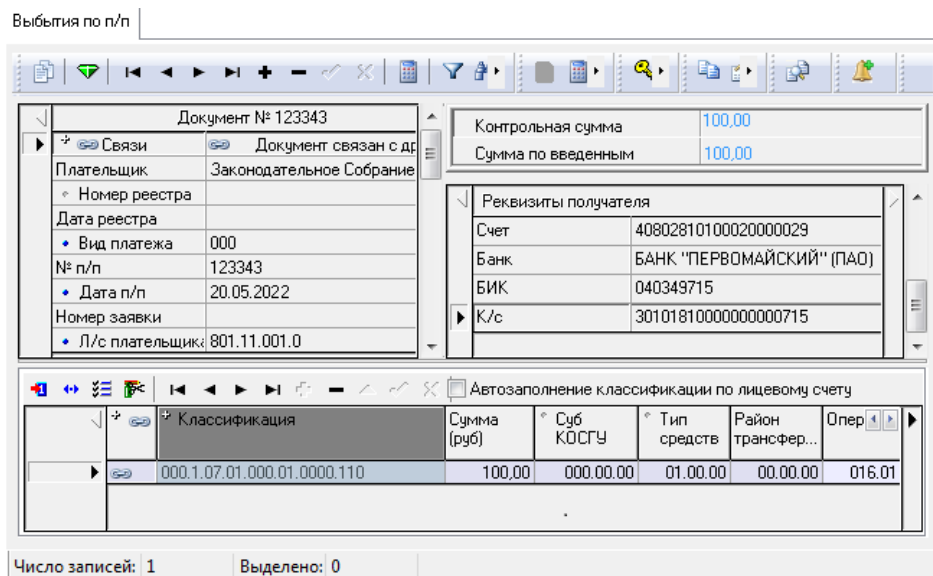 Выбытия по п/п
Документ № 123343
Связи Документ связан с др
Плательщик Законодательное Собрание
Номер реестра
Дата реестра
Вид платежа 000
№ п/п 123343
Дата п/п 20.05.2022
Номер заявки
Л/с плательщика 801.11.001.0
Контрольная сумма 100,00
Сумма по введенным 100,00
Реквизиты получателя
Счет 40802810100020000029
Банк БАНК "ПЕРВОМАЙСКИЙ" (ПАО)
БИК 040349715
К/с 30101810000000000715
Автозаполнение классификации по лицевому счету
Классификация Сумма (руб) Суб КОСГУ Тип средств Район трансфер... Опер
000.1.07.01.000.01.0000.110 100,00 000.00.00 01.00.00 00.00.00 016.01
Число записей: 1 Выделено: 0